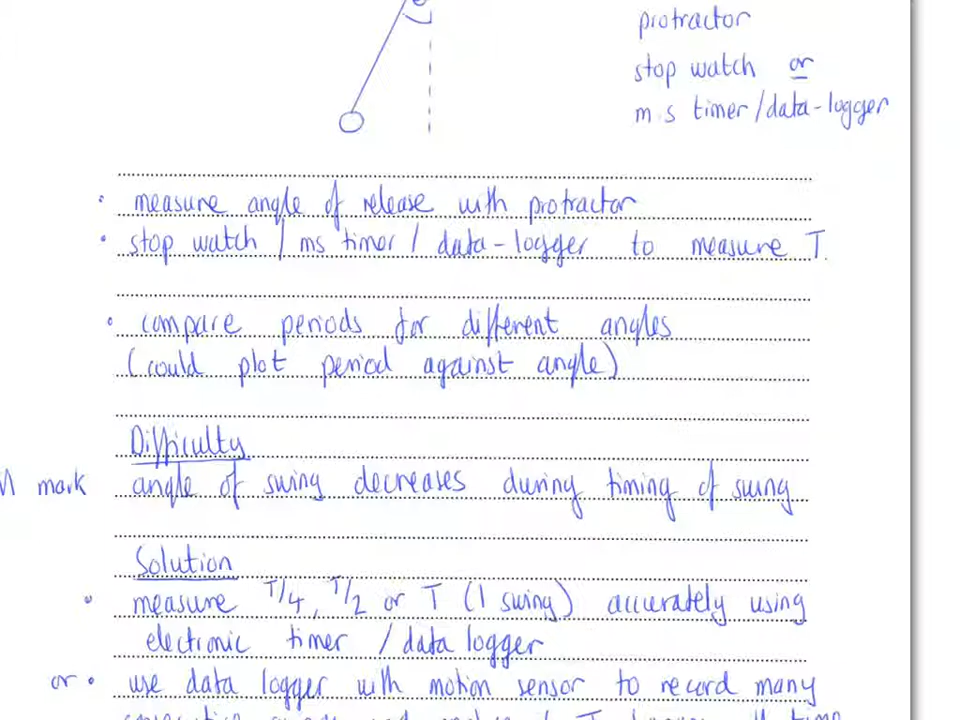 protractor
stop watch or
m.s timer/data-logger
• measure angle of release with protractor
• stop watch / ms timer / data-logger to measure T.
• compare periods for different angles
(could plot period against angle)
Difficulty
mark angle of swing decreases during timing of swing
Solution
• measure T/4, T/2 or T (1 swing) accurately using
electronic timer / data logger
or • use data logger with motion sensor to record many